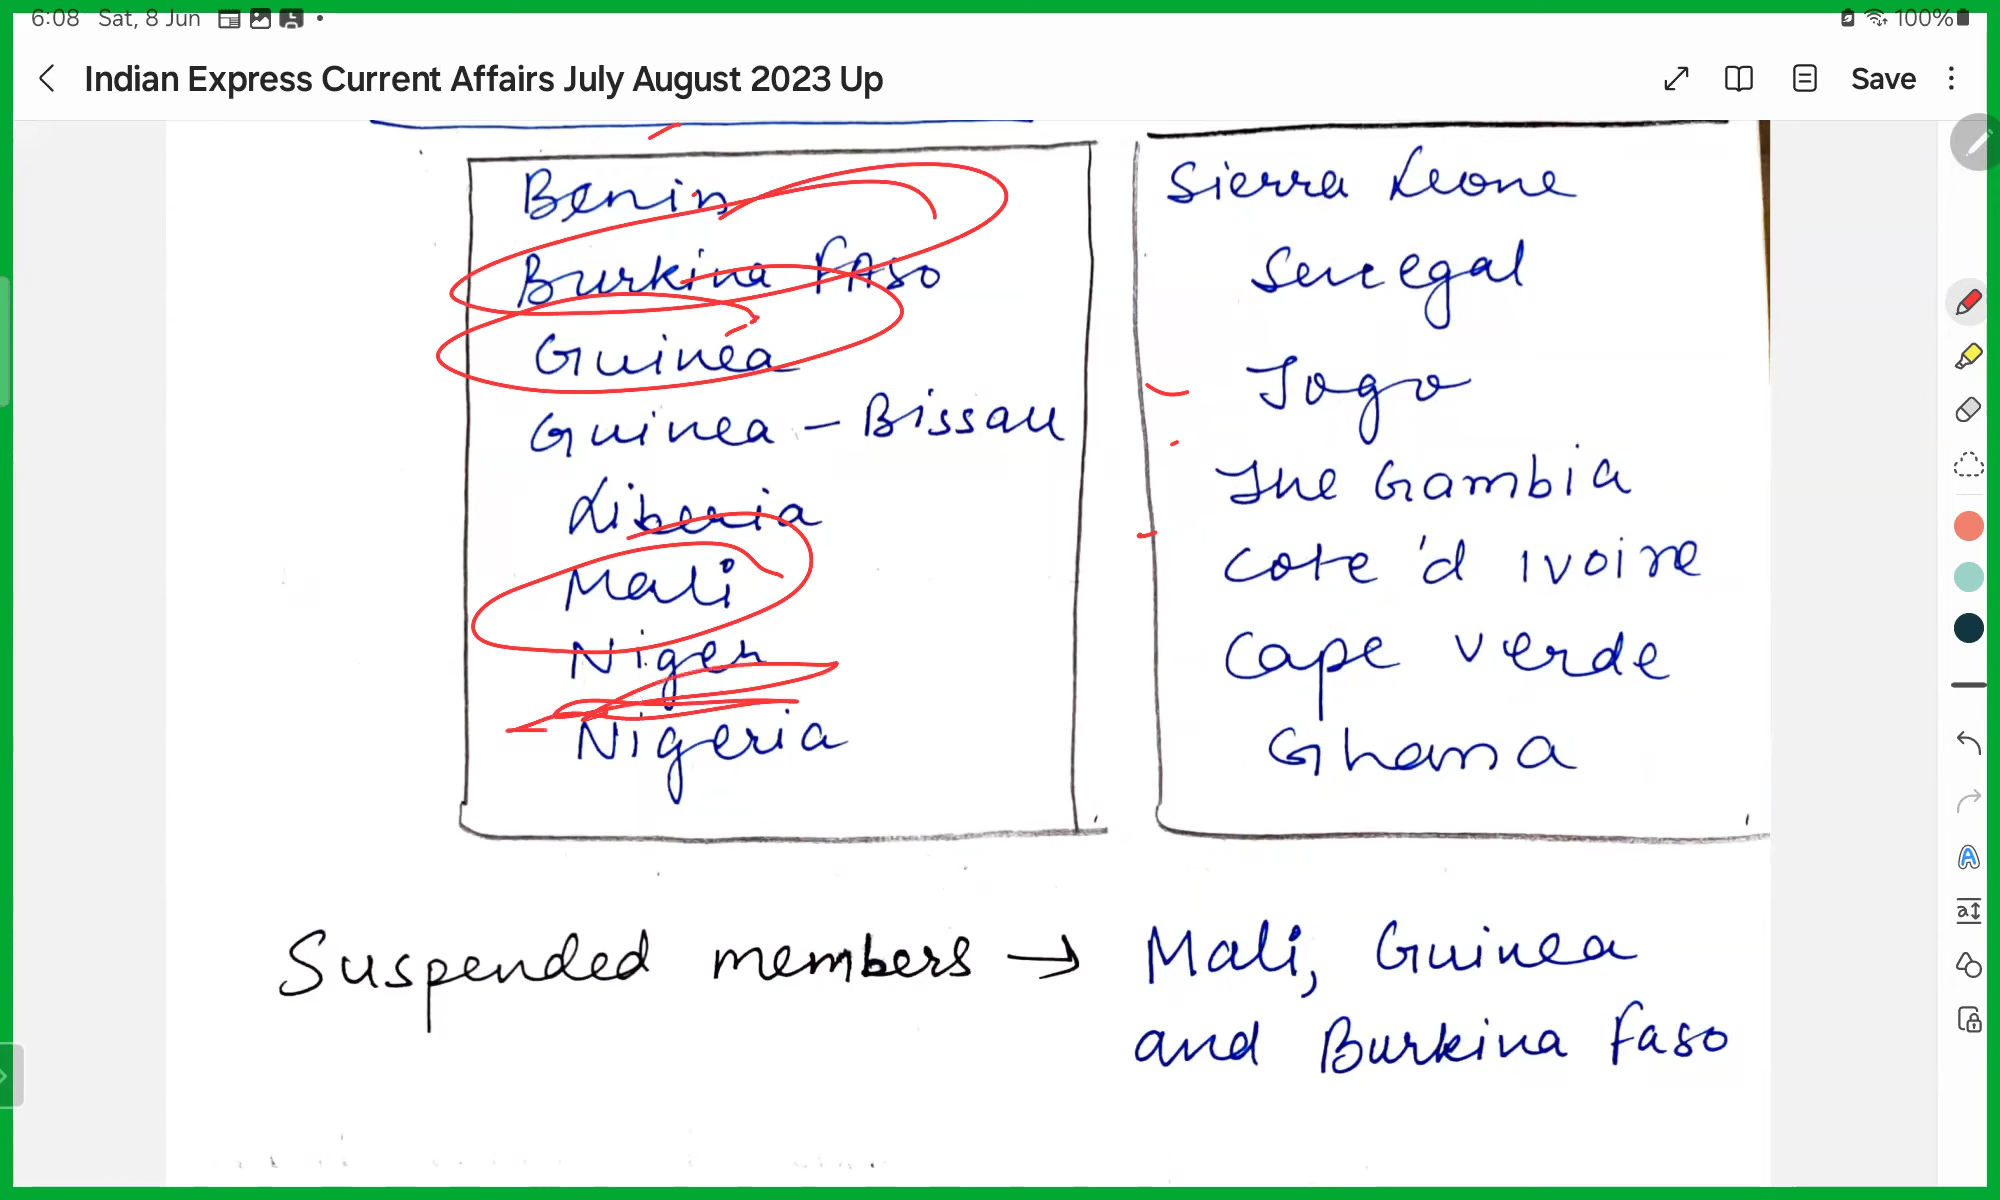 6:08 Sat, 8 Jun
100%
Indian Express Current Affairs July August 2023 Up
Save
Benin
Burkina FAso
Guinea
Guinea - Bissau
Liberia
Mali
Niger
Nigeria
Sierra Leone
Senegal
Togo
The Gambia
Cote 'd Ivoire
Cape Verde
Ghana
Suspended members → Mali, Guinea
and Burkina Faso